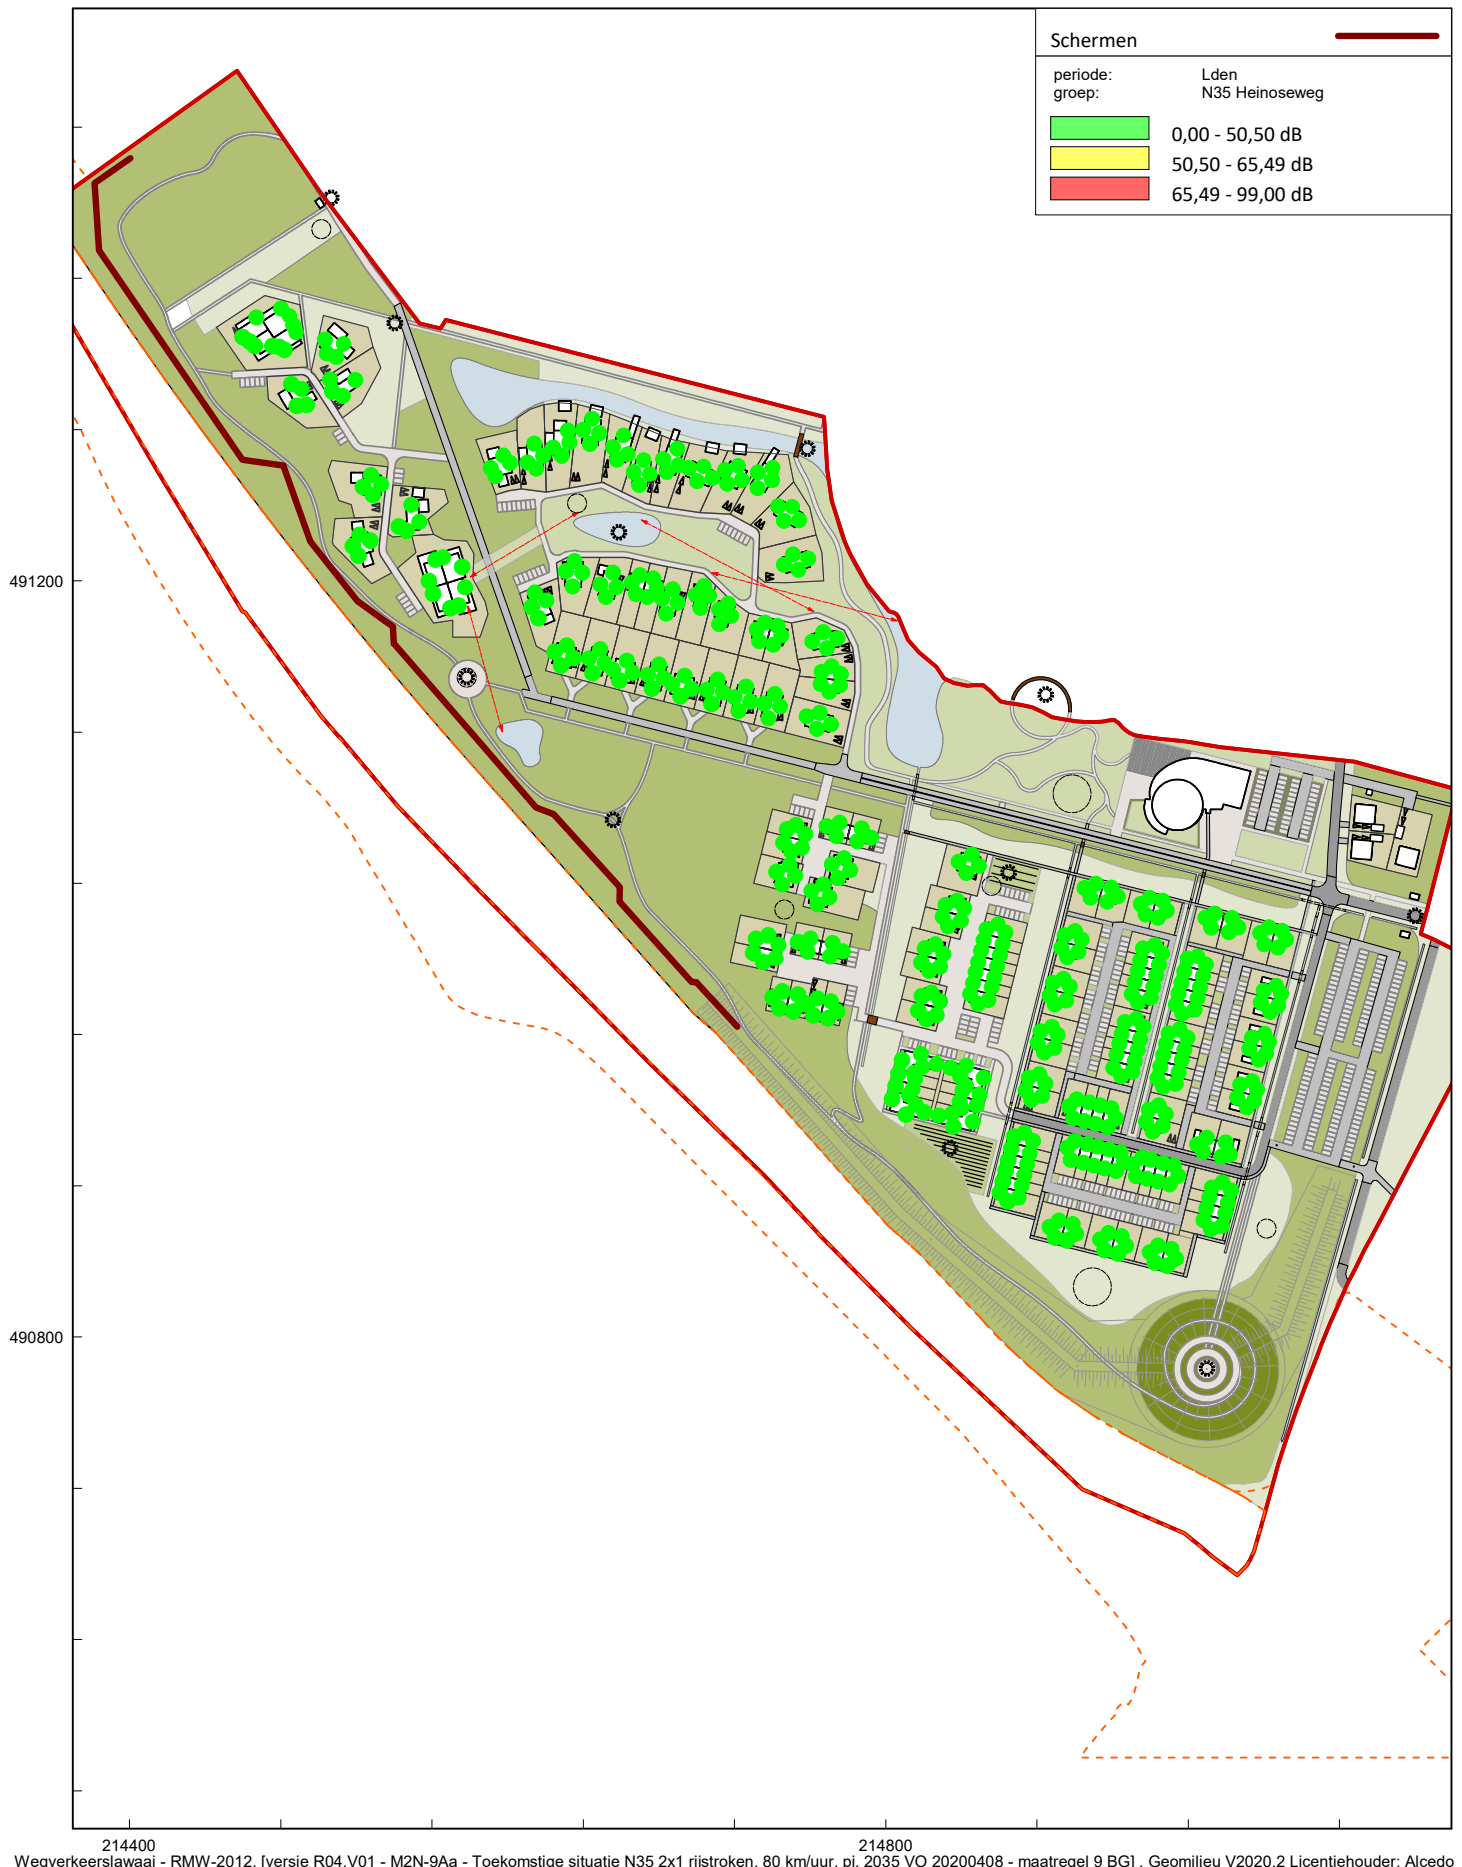 Schermen
periode: Lden
groep: N35 Heinoseweg
0,00 - 50,50 dB
50,50 - 65,49 dB
65,49 - 99,00 dB
491200
490800
214400 214800
Wegverkeerslawaai - RMW-2012, [versie R04.V01 - M2N-9Aa - Toekomstige situatie N35 2x1 rijstroken, 80 km/uur, pj. 2035 VO 20200408 - maatregel 9 BG] , Geomilieu V2020.2 Licentiehouder: Alcedo